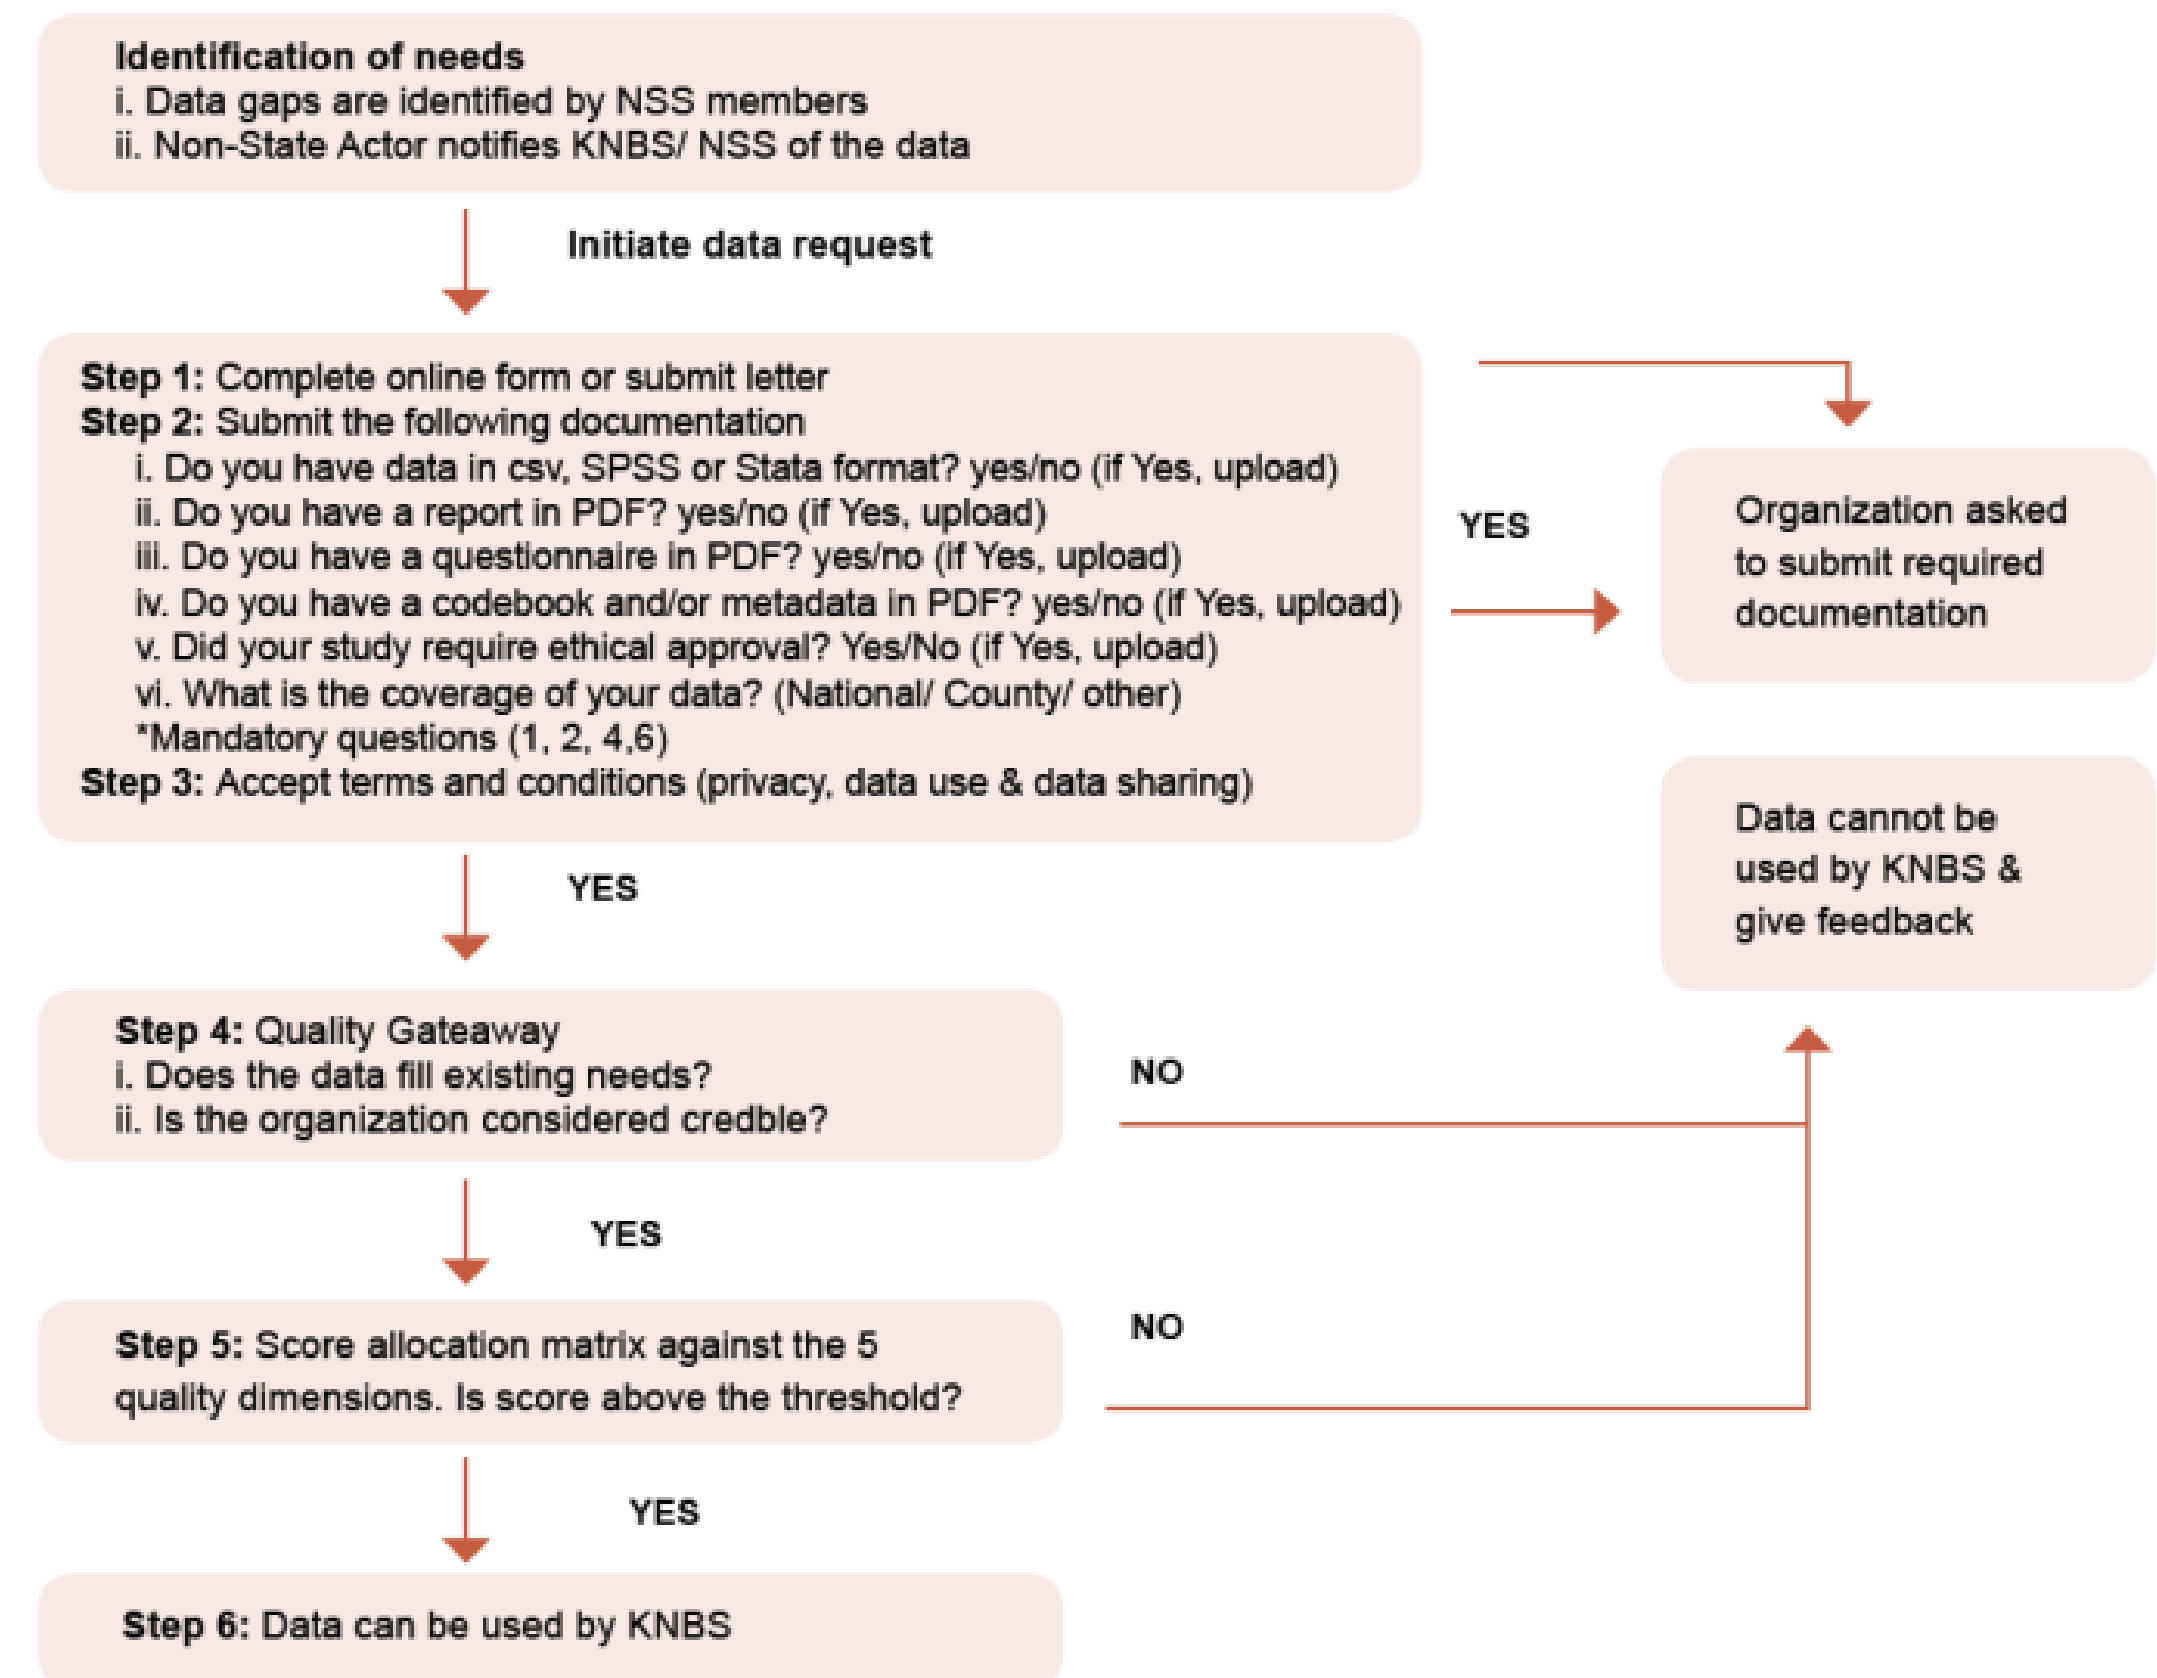 Identification of needs
i. Data gaps are identified by NSS members
ii. Non-State Actor notifies KNBS/ NSS of the data
Initiate data request
Step 1: Complete online form or submit letter
Step 2: Submit the following documentation
i. Do you have data in csv, SPSS or Stata format? yes/no (if Yes, upload)
ii. Do you have a report in PDF? yes/no (if Yes, upload)
iii. Do you have a questionnaire in PDF? yes/no (if Yes, upload)
iv. Do you have a codebook and/or metadata in PDF? yes/no (if Yes, upload)
v. Did your study require ethical approval? Yes/No (if Yes, upload)
vi. What is the coverage of your data? (National/ County/ other)
*Mandatory questions (1, 2, 4,6)
Step 3: Accept terms and conditions (privacy, data use & data sharing)
YES
Organization asked
to submit required
documentation
Data cannot be
used by KNBS &
give feedback
YES
Step 4: Quality Gateaway
i. Does the data fill existing needs?
ii. Is the organization considered credble?
NO
YES
Step 5: Score allocation matrix against the 5
quality dimensions. Is score above the threshold?
NO
YES
Step 6: Data can be used by KNBS